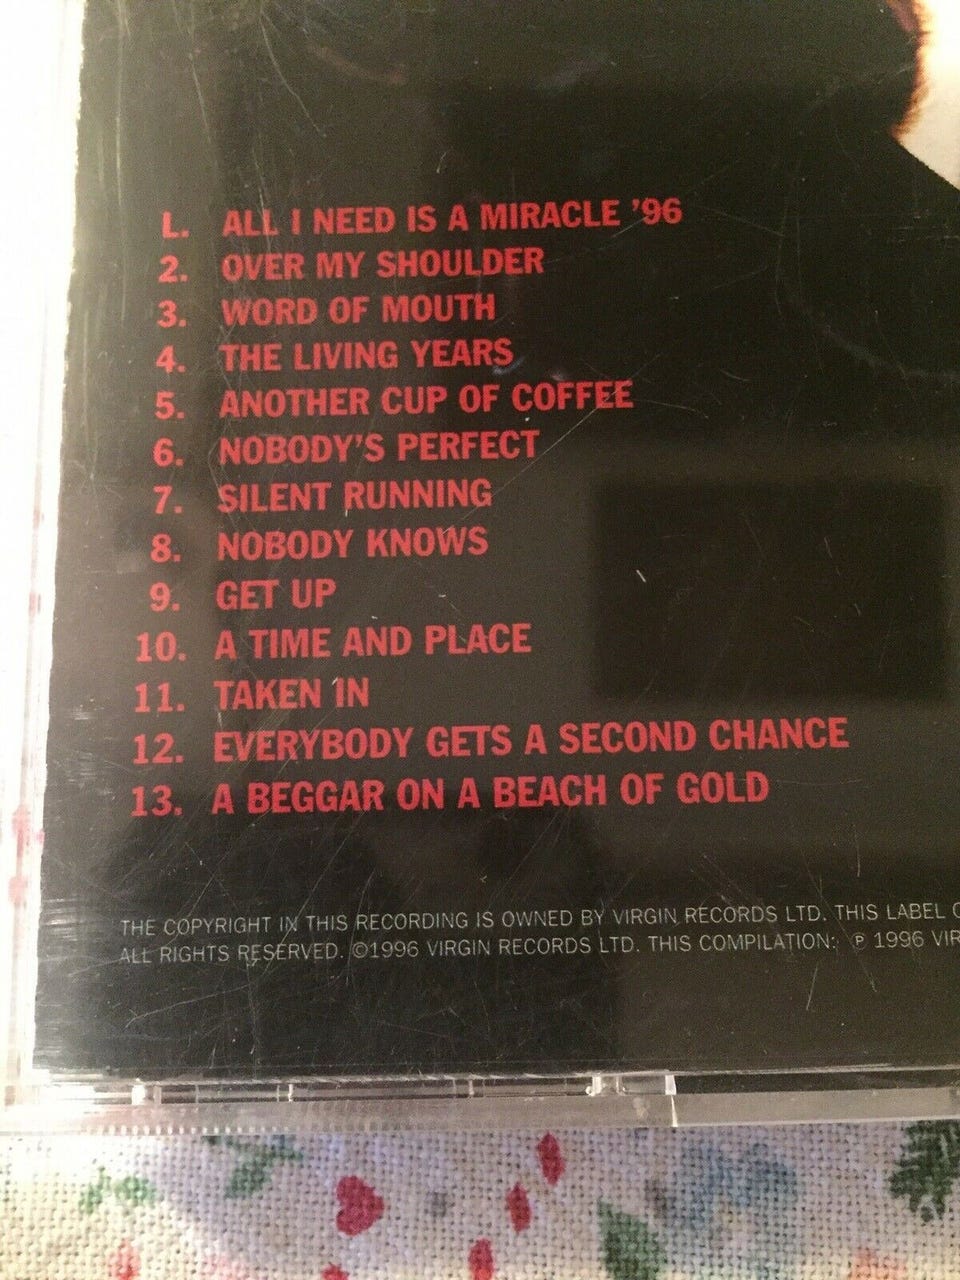 L. ALL I NEED IS A MIRACLE '96
2. OVER MY SHOULDER
3. WORD OF MOUTH
4. THE LIVING YEARS
5. ANOTHER CUP OF COFFEE
6. NOBODY'S PERFECT
7. SILENT RUNNING
8. NOBODY KNOWS
9. GET UP
10. A TIME AND PLACE
11. TAKEN IN
12. EVERYBODY GETS A SECOND CHANCE
13. A BEGGAR ON A BEACH OF GOLD
THE COPYRIGHT IN THIS RECORDING IS OWNED BY VIRGIN RECORDS LTD. THIS LABEL
ALL RIGHTS RESERVED. ©1996 VIRGIN RECORDS LTD. THIS COMPILATION: ℗ 1996 VIR